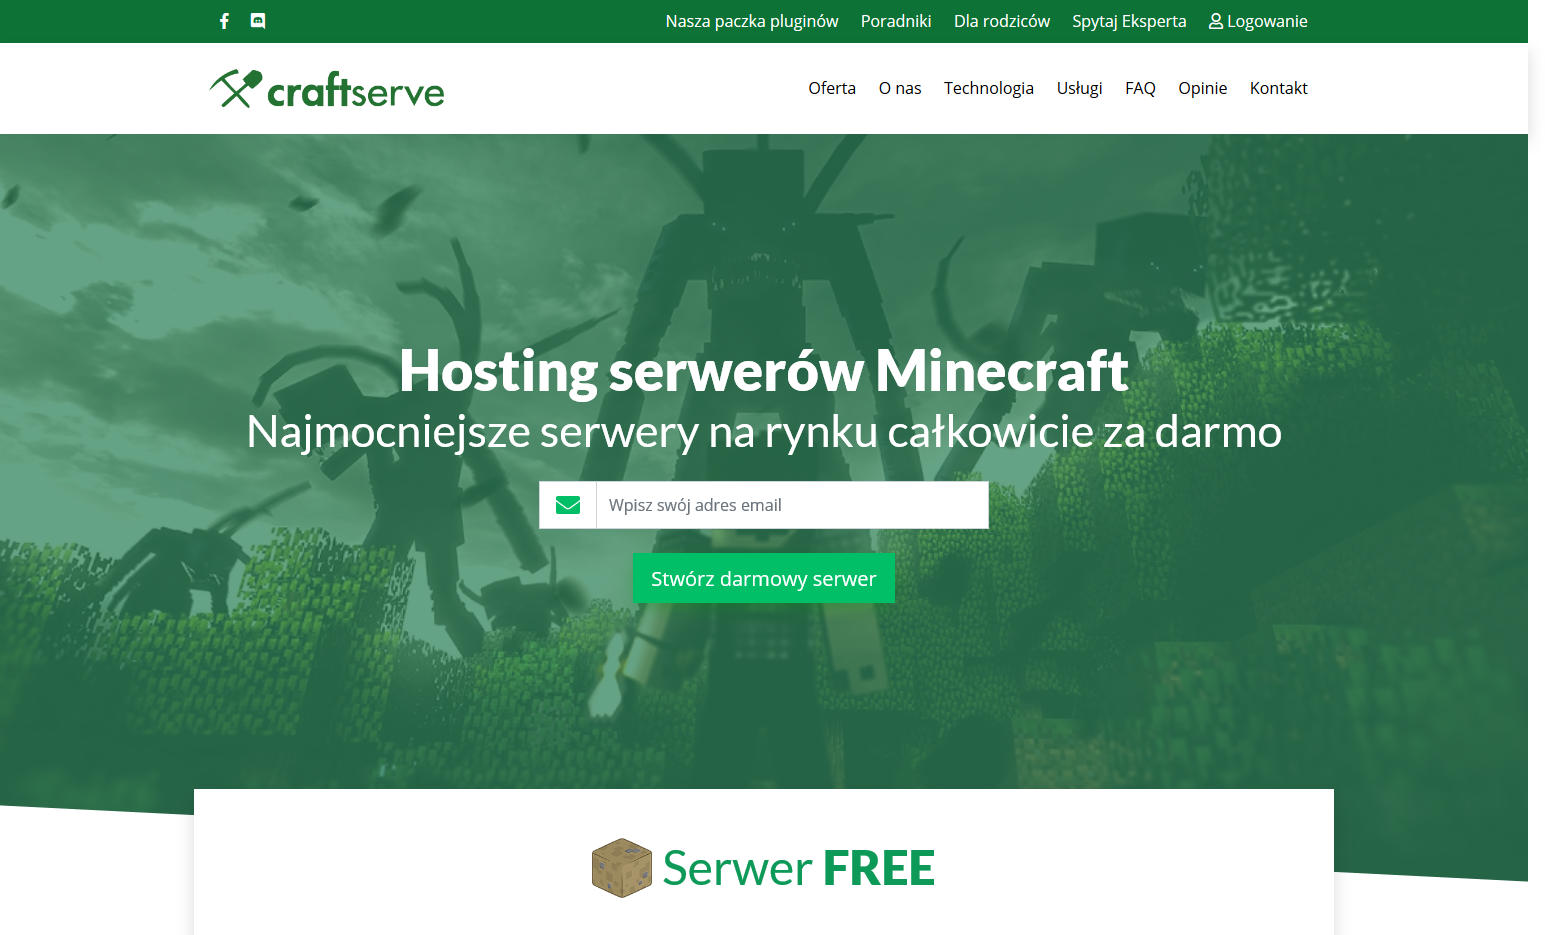 Nasza paczka pluginów Poradniki Dla rodziców Spytaj Eksperta Logowanie
craftserve
Oferta O nas Technologia Usługi FAQ Opinie Kontakt
Hosting serwerów Minecraft
Najmocniejsze serwery na rynku całkowicie za darmo
Wpisz swój adres email
Stwórz darmowy serwer
Serwer FREE